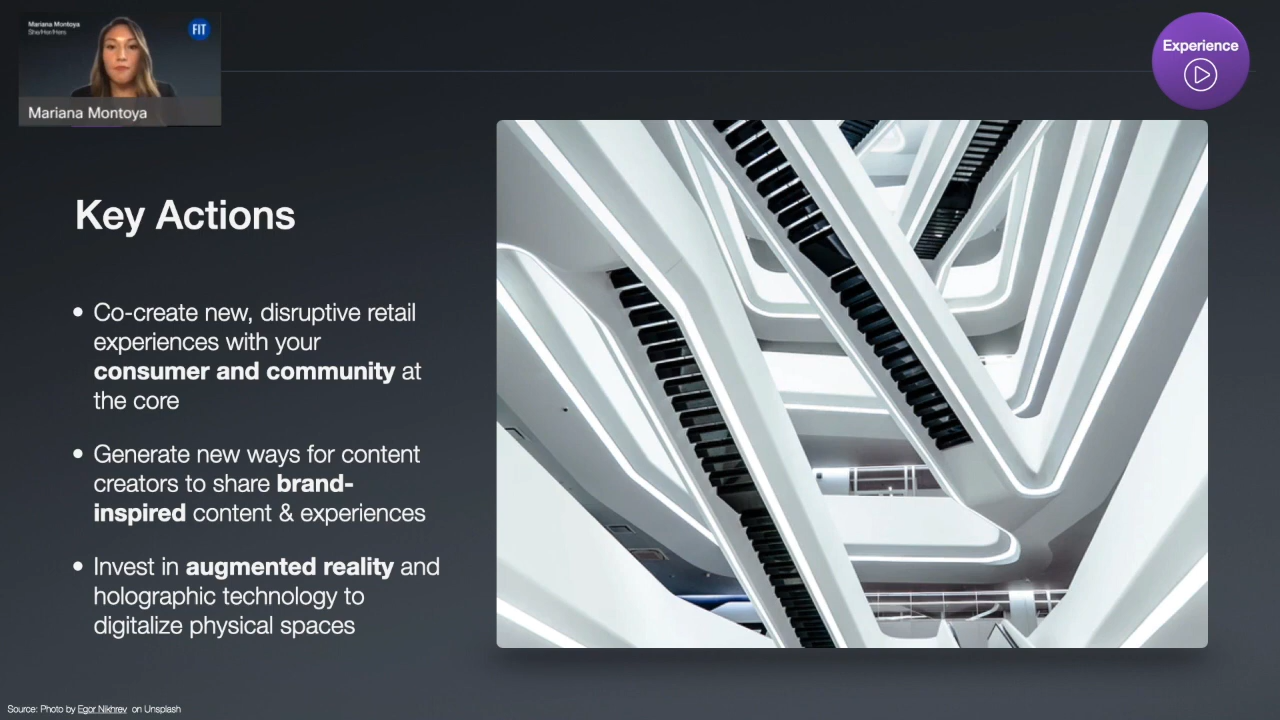 Mariana Montoya
She/Her/Hers
FIT
Mariana Montoya
Experience
Key Actions
• Co-create new, disruptive retail
experiences with your
consumer and community at
the core
• Generate new ways for content
creators to share brand-
inspired content & experiences
• Invest in augmented reality and
holographic technology to
digitalize physical spaces
Source: Photo by Egor Nikhrev on Unsplash